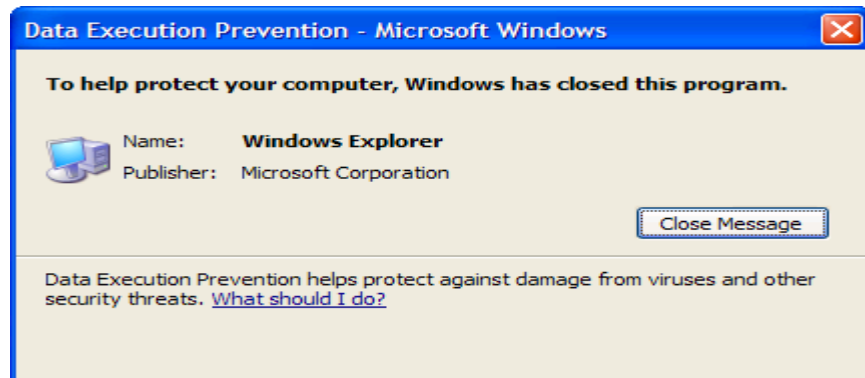 Data Execution Prevention - Microsoft Windows
To help protect your computer, Windows has closed this program.
Name: Windows Explorer
Publisher: Microsoft Corporation
Close Message
Data Execution Prevention helps protect against damage from viruses and other
security threats. What should I do?